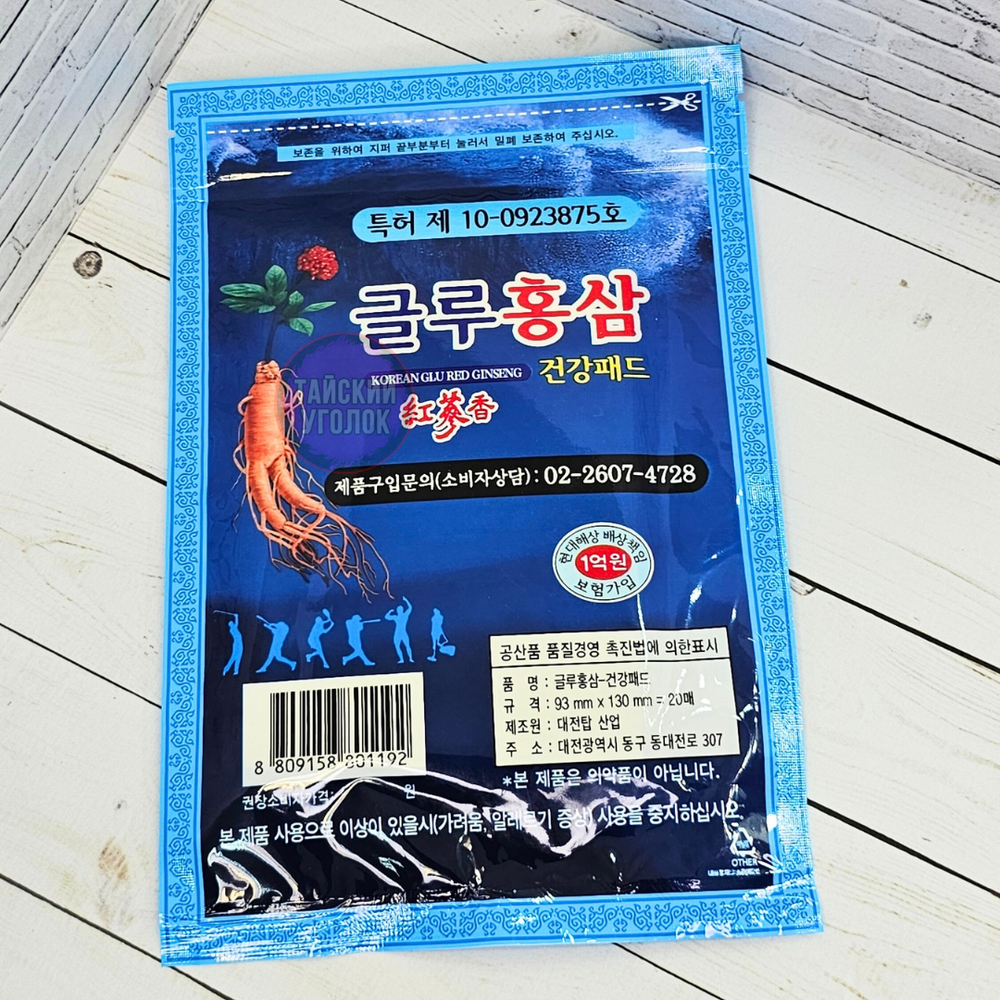 보존을 위하여 지퍼 끝부분부터 눌러서 밀폐 보존하여 주십시오.
특허 제 10-0923875호
글루홍삼
KOREAN GLU RED GINSENG
건강패드
紅蔘香
ТАЙСКИЙ
УГОЛОК
제품구입문의(소비자상담) : 02-2607-4728
현대해상 배상책임
1억원
보험가입
공산품 품질경영 촉진법에 의한표시
품 명 : 글루홍삼-건강패드
규 격 : 93 mm x 130 mm = 20매
제조원 : 대전탑 산업
주 소 : 대전광역시 동구 동대전로 307
8 809158 801192
*본 제품은 의약품이 아닙니다.
권장소비자가격: 원
본 제품 사용으로 이상이 있을시(가려움, 알레르기 증상) 사용을 중지하십시오.
OTHER